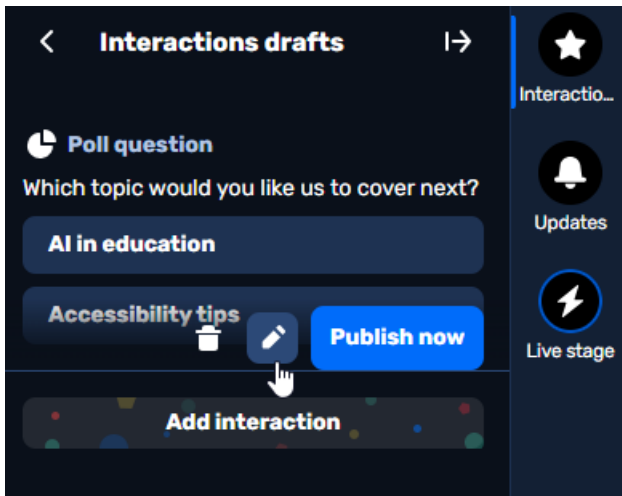 Interactions drafts
Poll question
Which topic would you like us to cover next?
AI in education
Accessibility tips
Publish now
Add interaction
Interactio...
Updates
Live stage